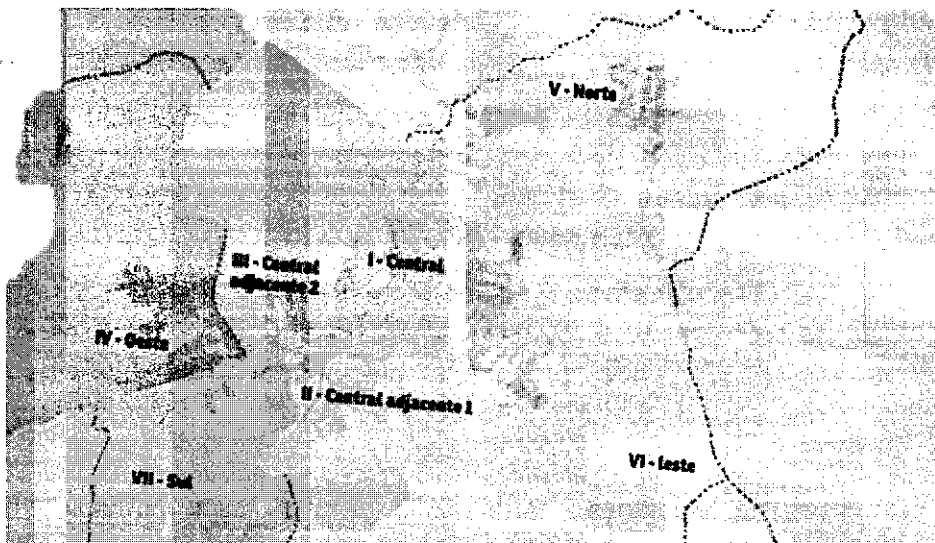 V - Norte
III - Central
adjacente 2
I - Central
IV - Oeste
II - Central adjacente 1
VI - leste
VII - Sul